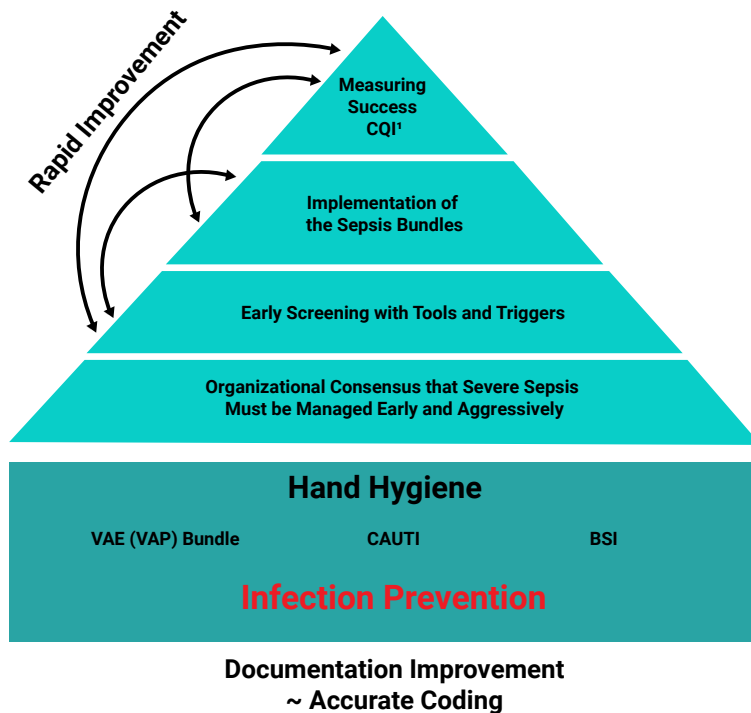 Rapid Improvement
Measuring
Success
CQI¹
Implementation of
the Sepsis Bundles
Early Screening with Tools and Triggers
Organizational Consensus that Severe Sepsis
Must be Managed Early and Aggressively
Hand Hygiene
VAE (VAP) Bundle CAUTI BSI
Infection Prevention
Documentation Improvement
~ Accurate Coding